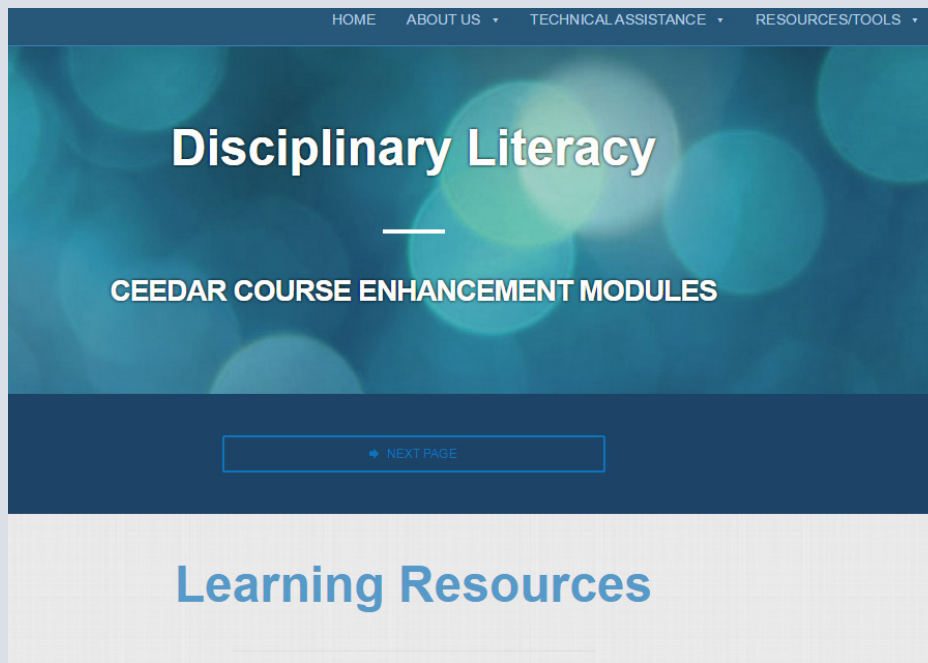 HOME ABOUT US TECHNICAL ASSISTANCE RESOURCES/TOOLS
Disciplinary Literacy
CEEDAR COURSE ENHANCEMENT MODULES
NEXT PAGE
Learning Resources